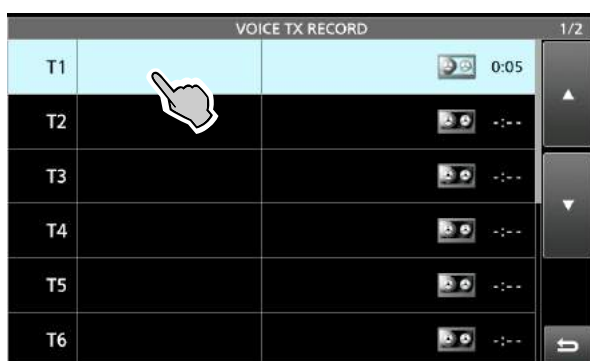 VOICE TX RECORD 1/2
T1 0:05
T2 -:--
T3 -:--
T4 -:--
T5 -:--
T6 -:--